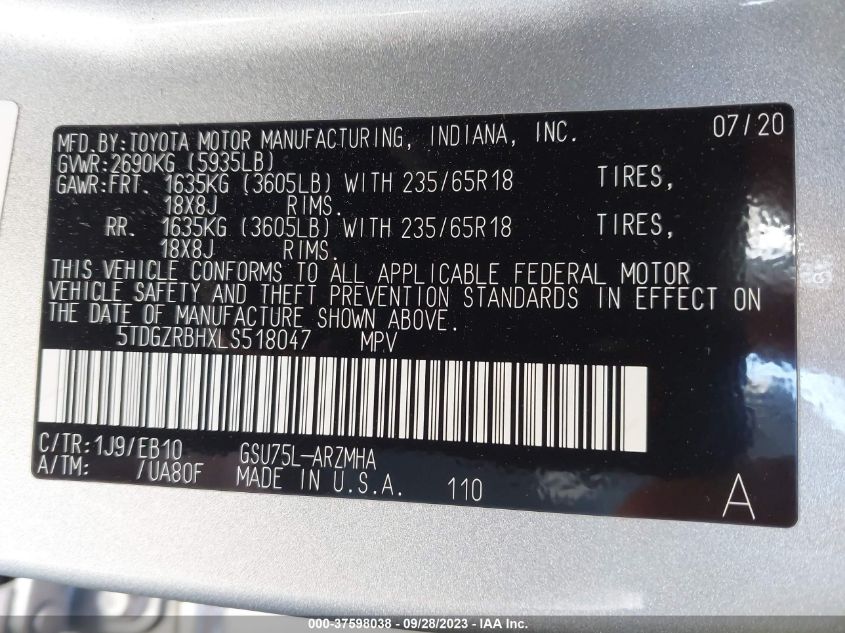 MFD.BY:TOYOTA MOTOR MANUFACTURING, INDIANA, INC. 07/20
GVWR:2690KG (5935LB)
GAWR:FRT. 1635KG (3605LB) WITH 235/65R18 TIRES,
18X8J RIMS.
RR. 1635KG (3605LB) WITH 235/65R18 TIRES,
18X8J RIMS.
THIS VEHICLE CONFORMS TO ALL APPLICABLE FEDERAL MOTOR
VEHICLE SAFETY AND THEFT PREVENTION STANDARDS IN EFFECT ON
THE DATE OF MANUFACTURE SHOWN ABOVE.
5TDGZRBHXLS518047 MPV
C/TR:1J9/EB10 GSU75L-ARZMHA
A/TM: /UA80F MADE IN U.S.A. 110 A
000-37598038 - 09/28/2023 - IAA Inc.